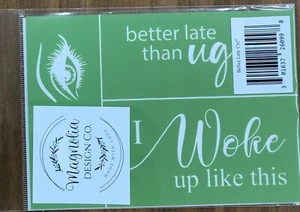 better late
than ug
Magnolia
DESIGN CO.
I Woke
up like this